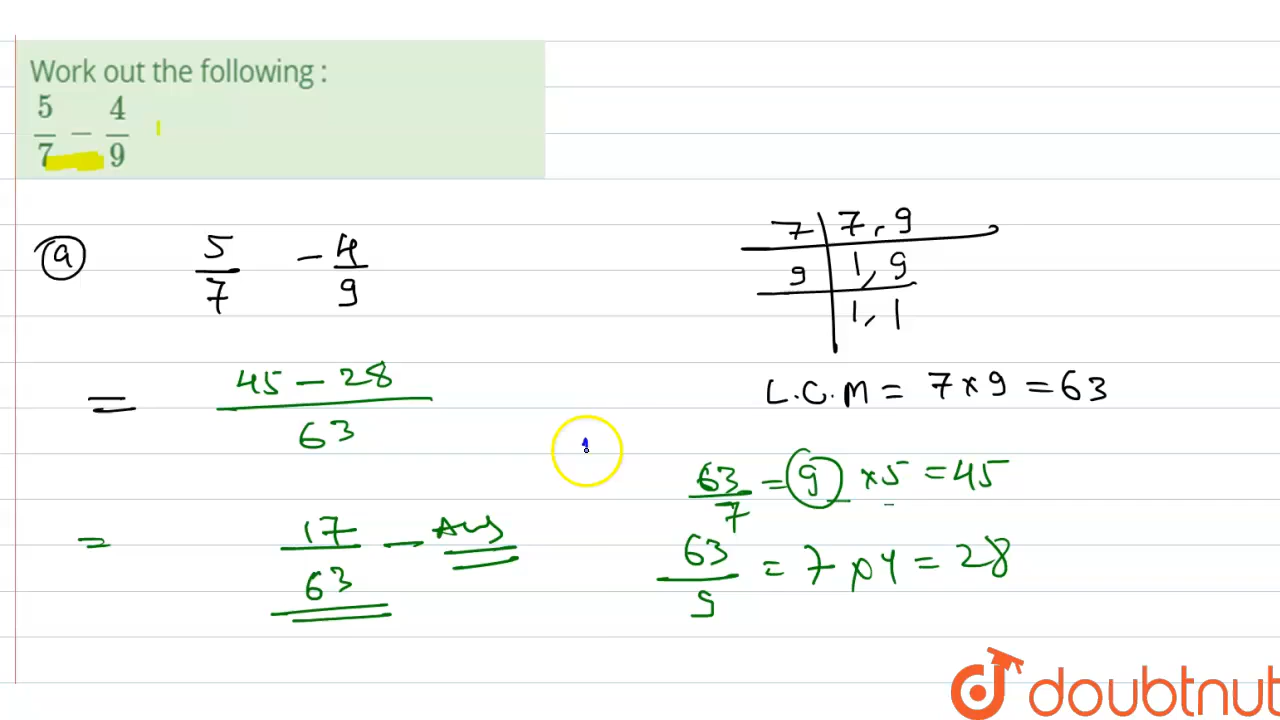 Work out the following :
5/7 − 4/9
(a) 5/7 − 4/9
7 | 7, 9
9 | 1, 9
1, 1
= 45 − 28 / 63
L.C.M = 7 × 9 = 63
63/7 = 9 × 5 = 45
= 17/63 — Ans
63/9 = 7 × 4 = 28
doubtnut